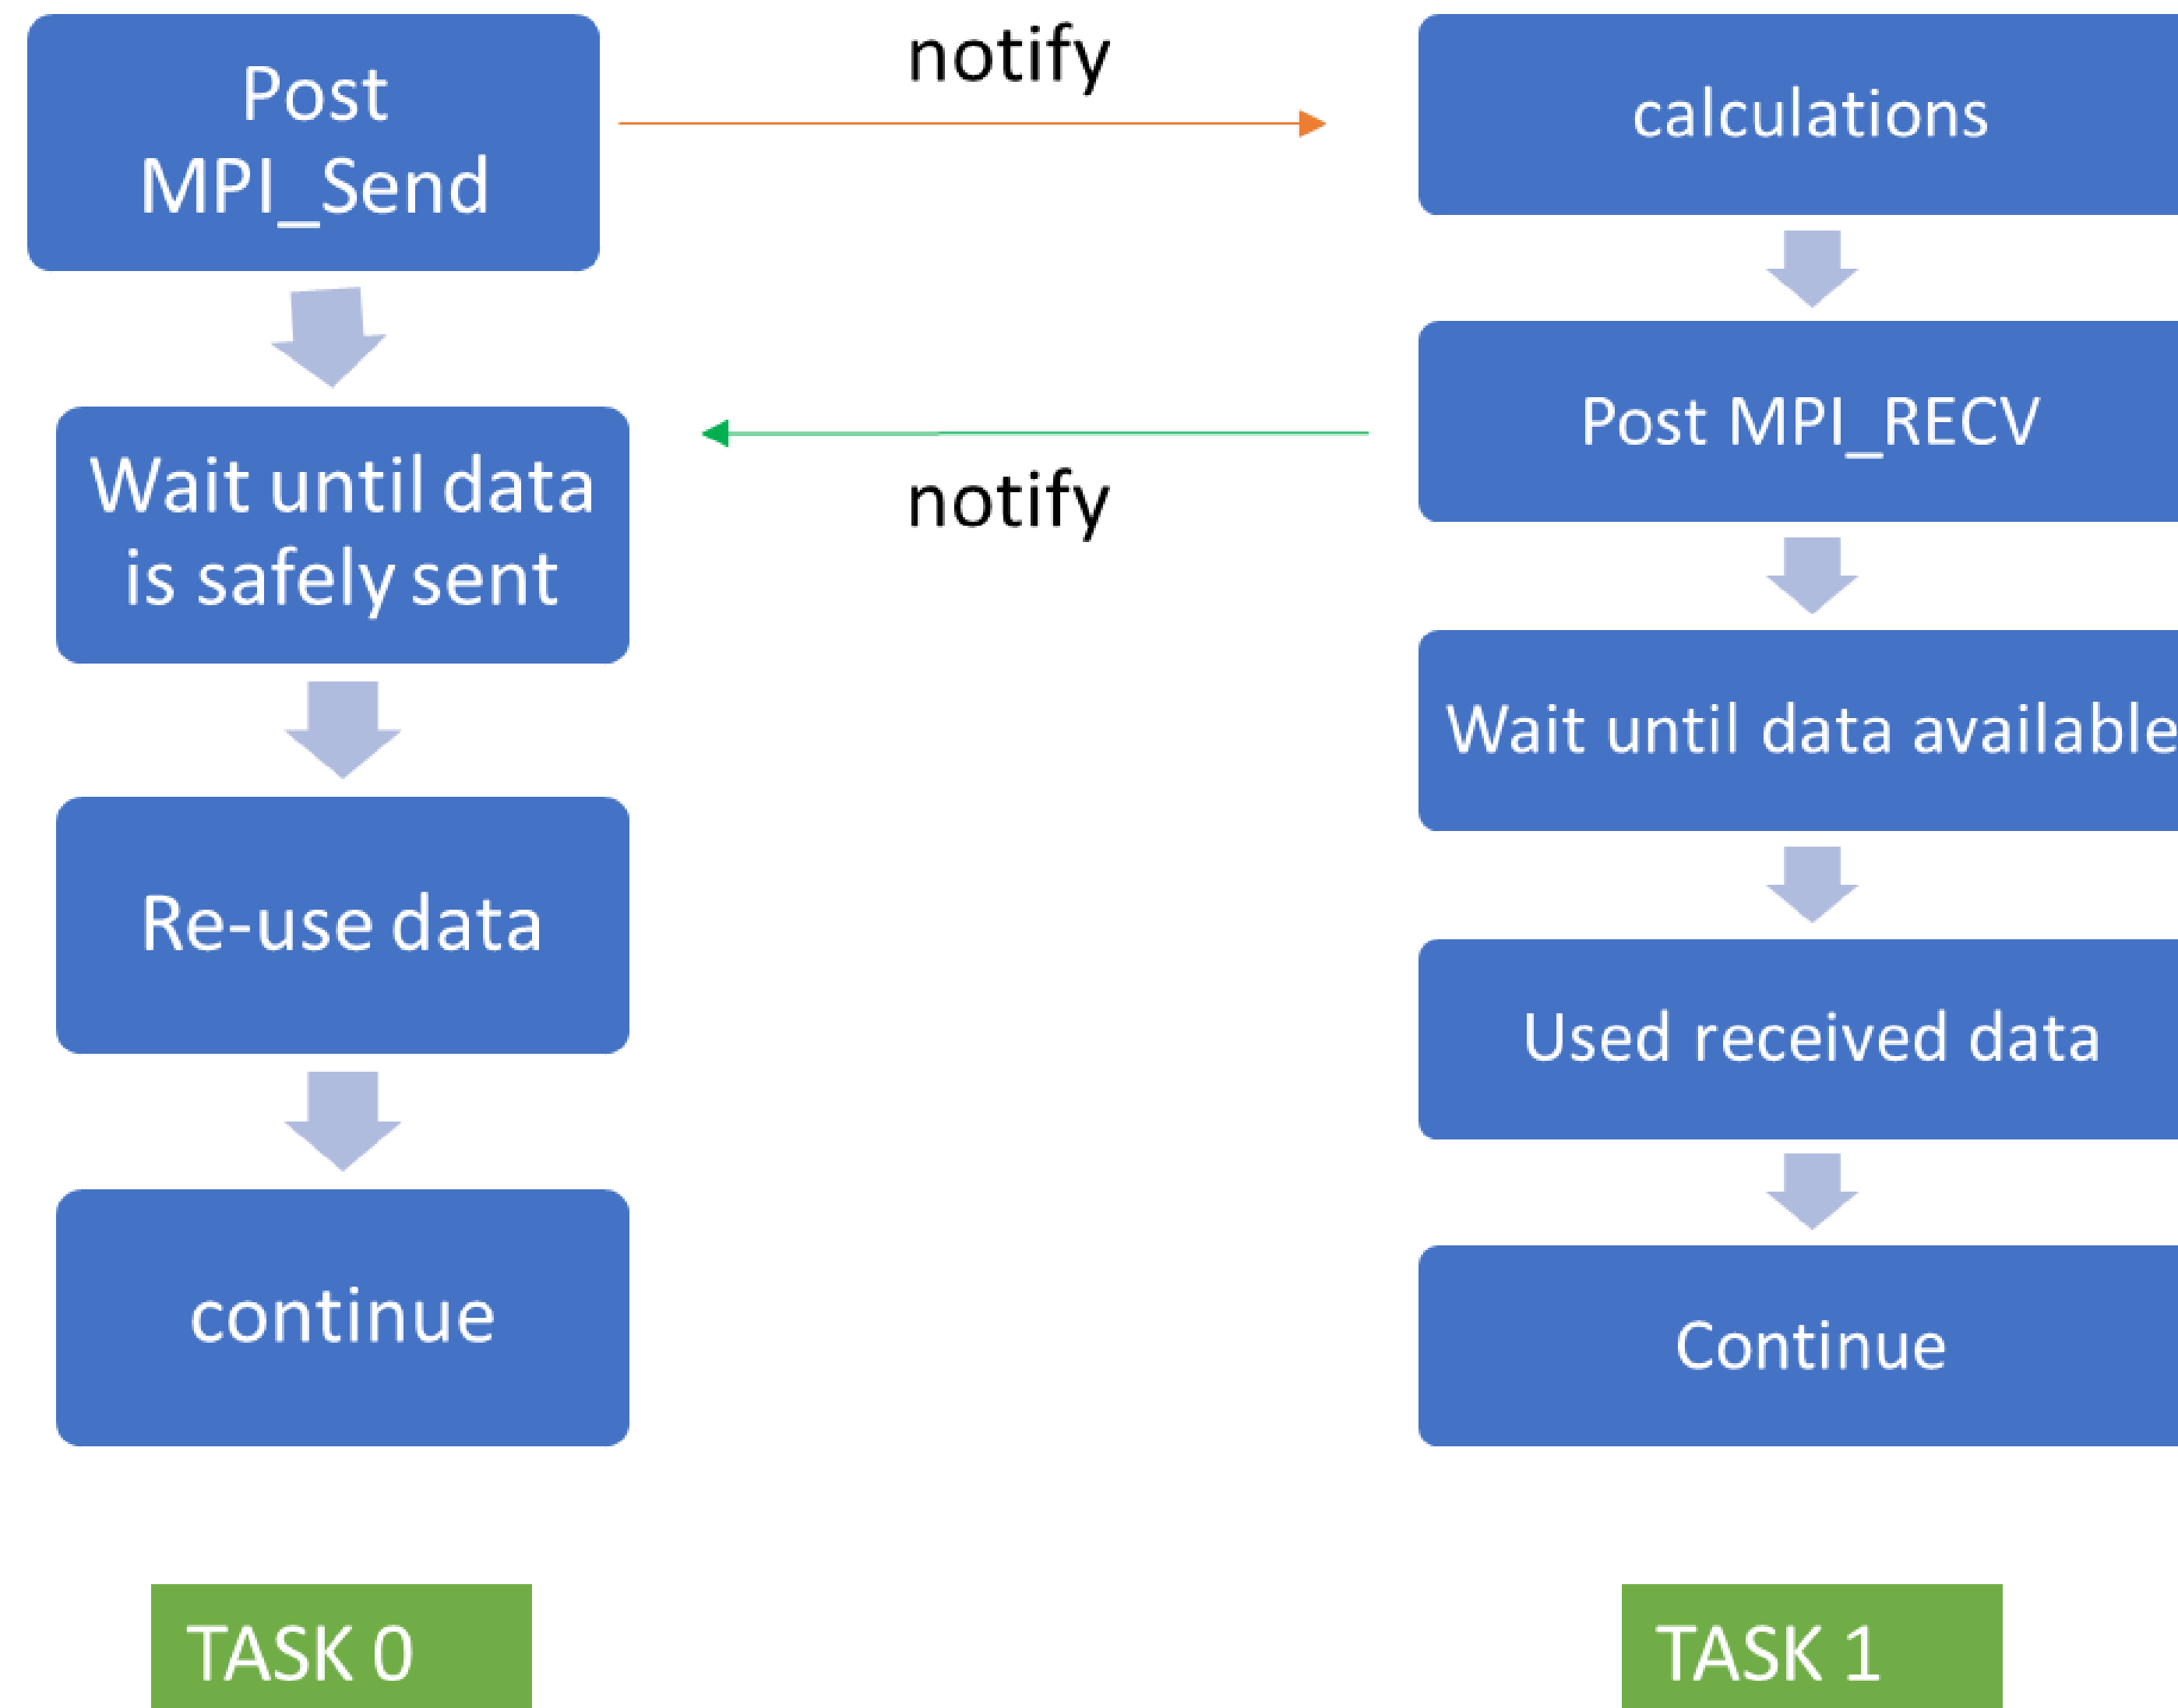 Post
MPI_Send
notify
calculations
Post MPI_RECV
Wait until data
is safely sent
notify
Wait until data available
Re-use data
Used received data
continue
Continue
TASK 0
TASK 1